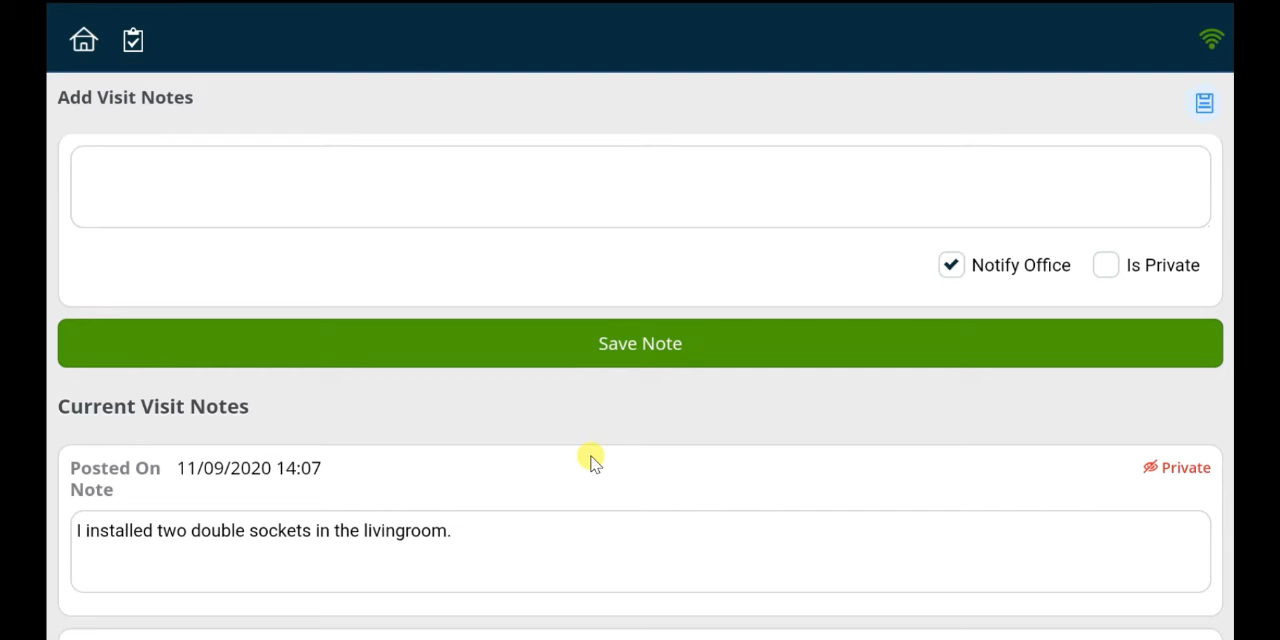 Add Visit Notes
Notify Office Is Private
Save Note
Current Visit Notes
Posted On 11/09/2020 14:07 Private
Note
I installed two double sockets in the livingroom.